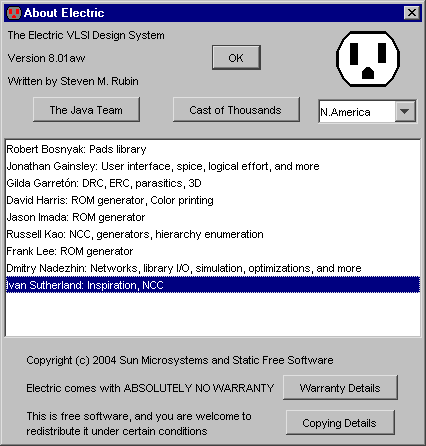 About Electric
The Electric VLSI Design System
Version 8.01aw
OK
Written by Steven M. Rubin
The Java Team
Cast of Thousands
N.America
Robert Bosnyak: Pads library
Jonathan Gainsley: User interface, spice, logical effort, and more
Gilda Garretón: DRC, ERC, parasitics, 3D
David Harris: ROM generator, Color printing
Jason Imada: ROM generator
Russell Kao: NCC, generators, hierarchy enumeration
Frank Lee: ROM generator
Dmitry Nadezhin: Networks, library I/O, simulation, optimizations, and more
Ivan Sutherland: Inspiration, NCC
Copyright (c) 2004 Sun Microsystems and Static Free Software
Electric comes with ABSOLUTELY NO WARRANTY
Warranty Details
This is free software, and you are welcome to
redistribute it under certain conditions
Copying Details